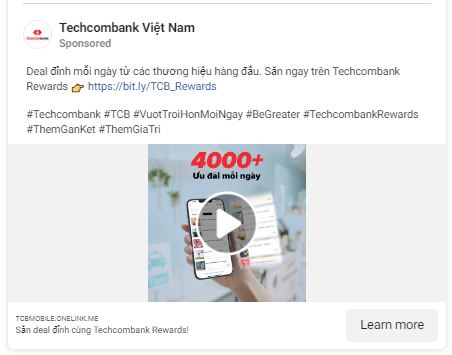 Techcombank Việt Nam
Sponsored
TECHCOMBANK
Deal đỉnh mỗi ngày từ các thương hiệu hàng đầu. Săn ngay trên Techcombank
Rewards 👉 https://bit.ly/TCB_Rewards
#Techcombank #TCB #VuotTroiHonMoiNgay #BeGreater #TechcombankRewards
#ThemGanKet #ThemGiaTri
4000+
Ưu đãi mỗi ngày
TCBMOBILE.ONELINK.ME
Săn deal đỉnh cùng Techcombank Rewards!
Learn more